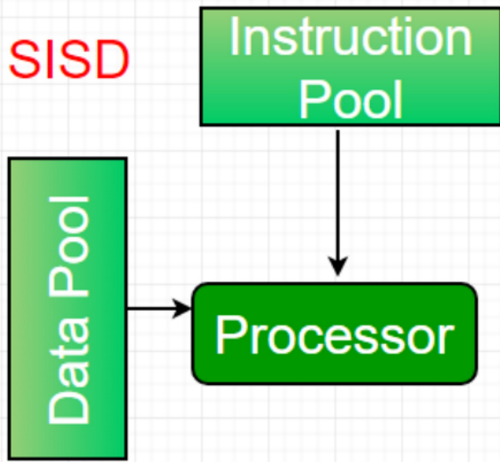 SISD
Instruction
Pool
Data Pool
Processor